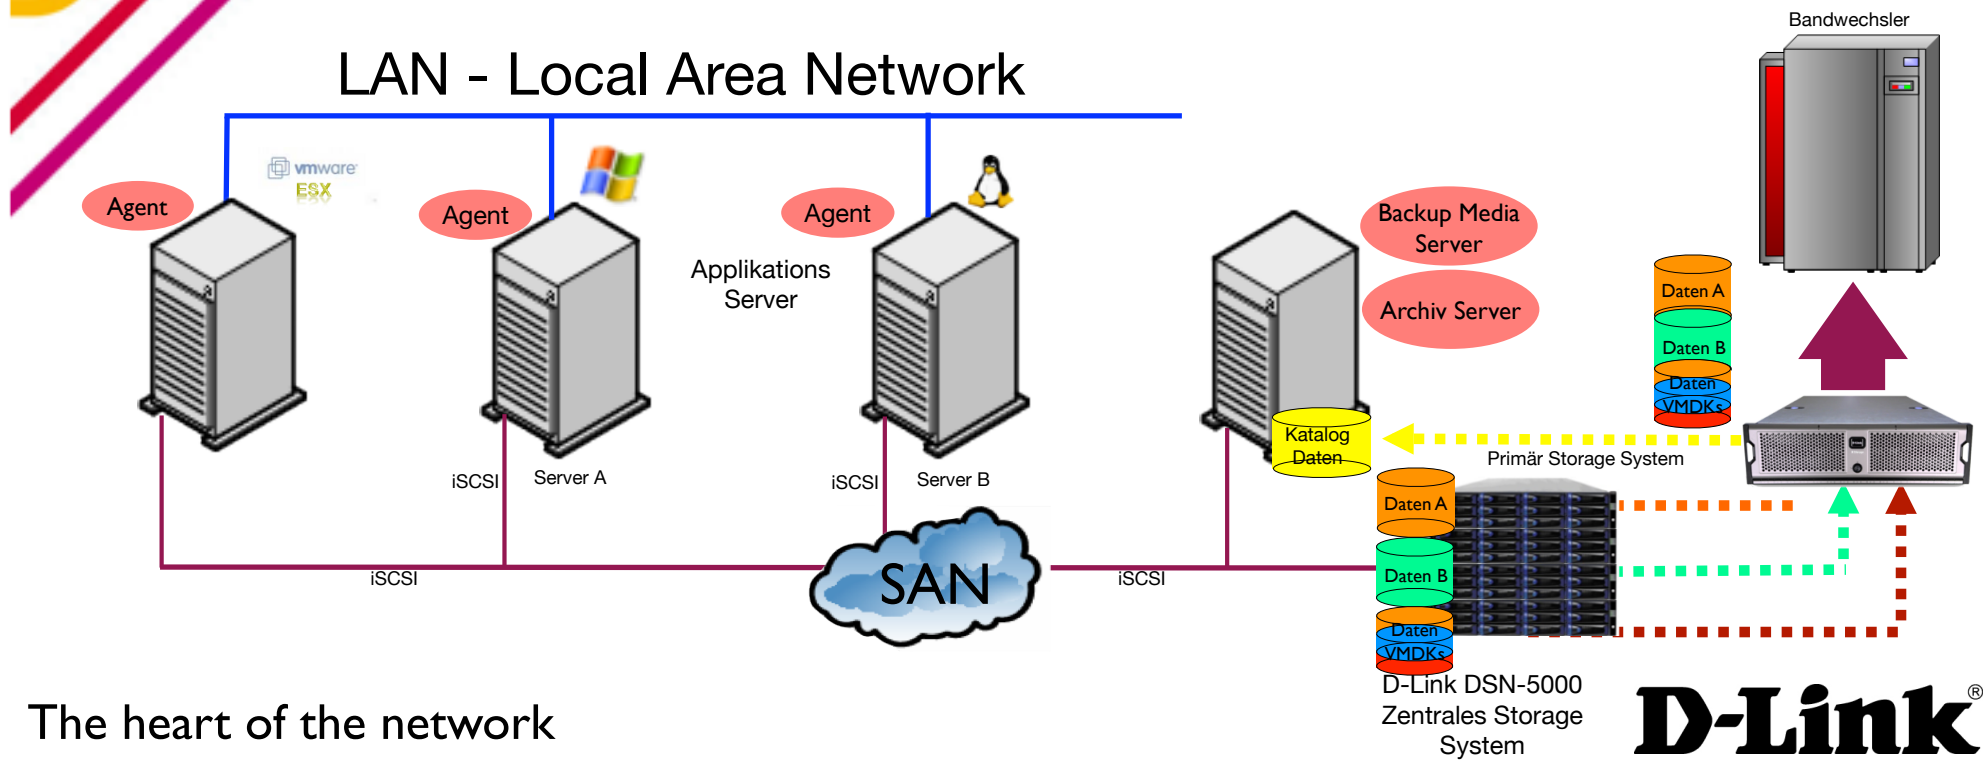 Bandwechsler
LAN - Local Area Network
vmware
ESX
Agent
Agent
Agent
Applikations
Server
Backup Media
Server
Archiv Server
Daten A
Daten B
Daten
VMDKs
Katalog
Daten
Primär Storage System
iSCSI
Server A
iSCSI
Server B
Daten A
Daten B
Daten
VMDKs
iSCSI
SAN
iSCSI
D-Link DSN-5000
Zentrales Storage
System
The heart of the network
D-Link®